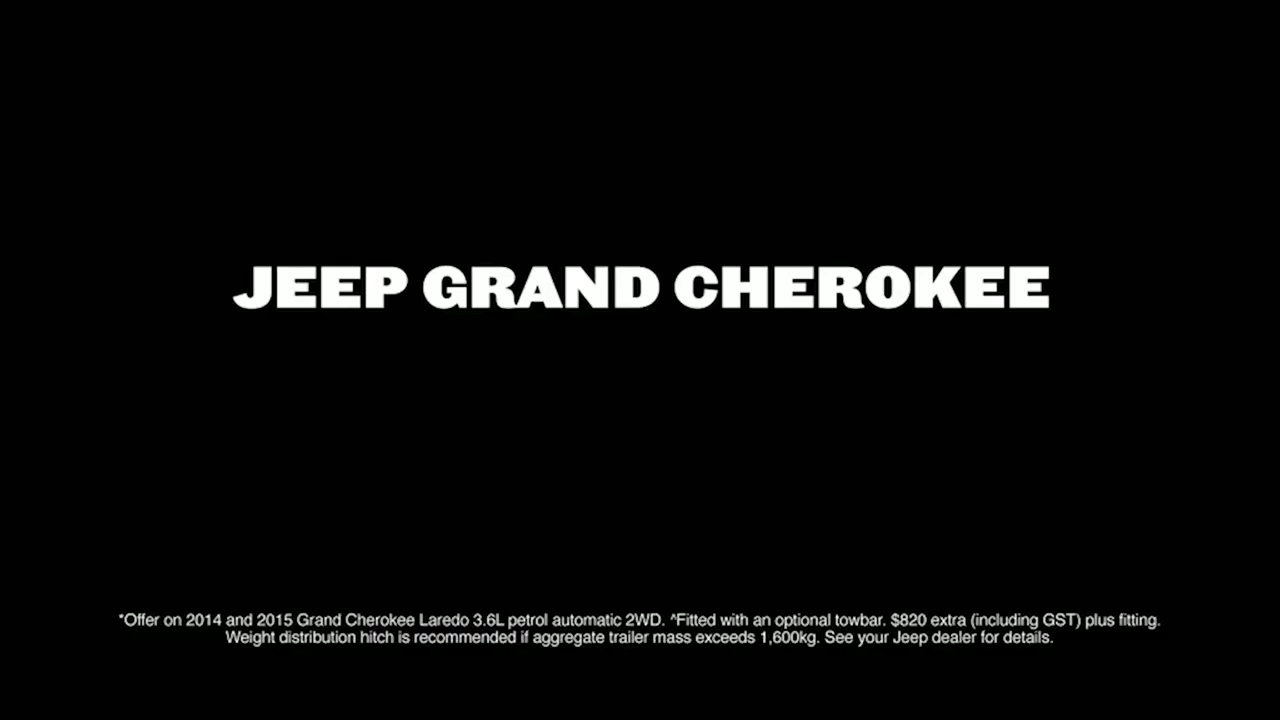 JEEP GRAND CHEROKEE
*Offer on 2014 and 2015 Grand Cherokee Laredo 3.6L petrol automatic 2WD. ^Fitted with an optional towbar. $820 extra (including GST) plus fitting.
Weight distribution hitch is recommended if aggregate trailer mass exceeds 1,600kg. See your Jeep dealer for details.